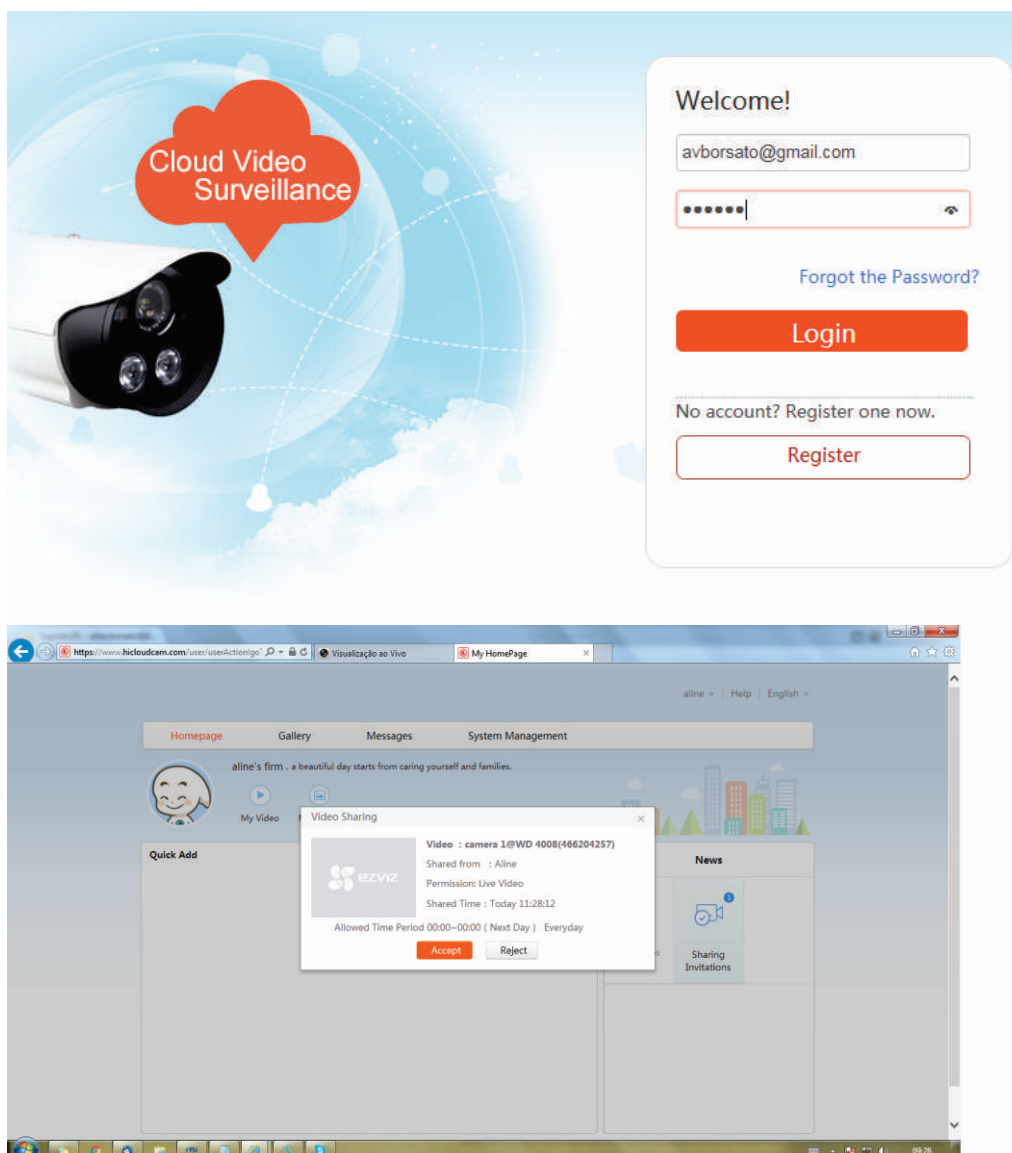 Cloud Video
Surveillance
Welcome!
avborsato@gmail.com
Forgot the Password?
Login
No account? Register one now.
Register
https://www.hicloudcam.com/user/userAction!go
Visualização ao Vivo
My HomePage
aline
Help
English
Homepage
Gallery
Messages
System Management
aline's firm . a beautiful day starts from caring yourself and families.
My Video
Video Sharing
Video : camera 1@WD 4008(466204257)
Shared from : Aline
Permission: Live Video
Shared Time : Today 11:28:12
Allowed Time Period 00:00~00:00 ( Next Day ) Everyday
Accept
Reject
ezviz
Quick Add
News
1
Sharing
Invitations
09:28